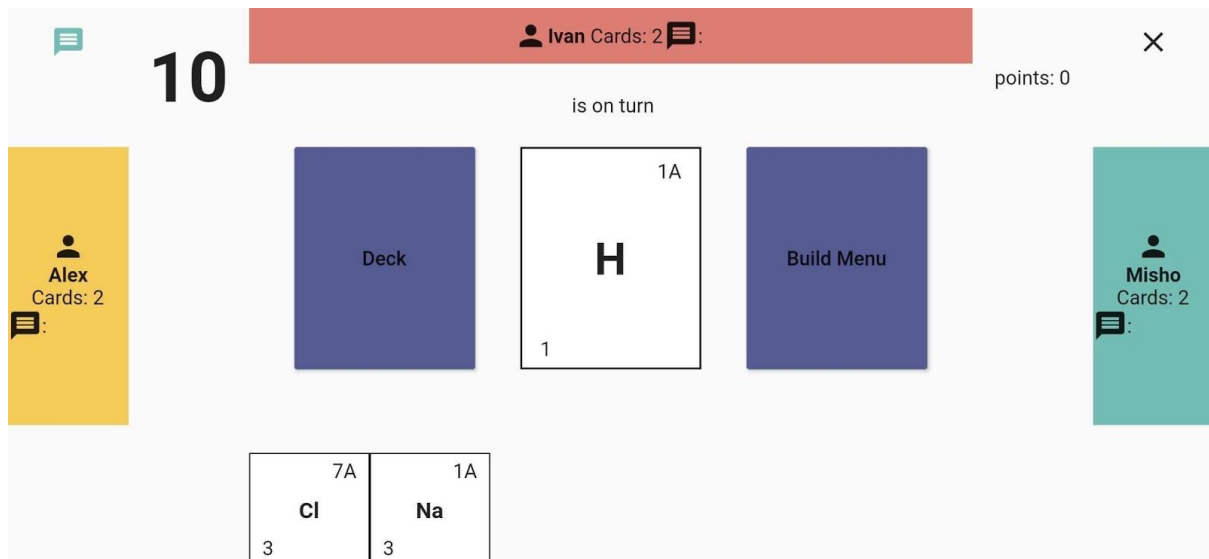 Ivan Cards: 2 :
10
points: 0
is on turn
Alex
Cards: 2
:
Deck
1A
H
1
Build Menu
Misho
Cards: 2
:
7A
Cl
3
1A
Na
3